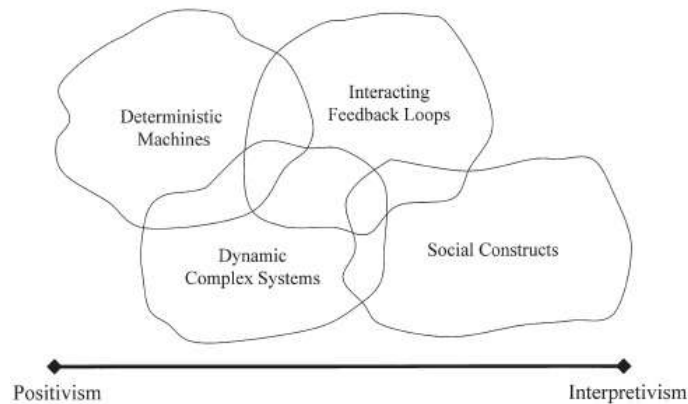 Deterministic
Machines
Interacting
Feedback Loops
Dynamic
Complex Systems
Social Constructs
Positivism
Interpretivism